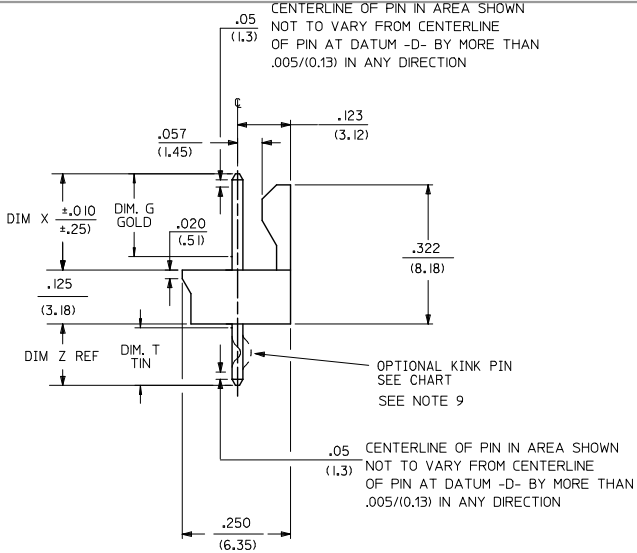 .05
(1.3)
CENTERLINE OF PIN IN AREA SHOWN
NOT TO VARY FROM CENTERLINE
OF PIN AT DATUM -D- BY MORE THAN
.005/(0.13) IN ANY DIRECTION
℄
.057
(1.45)
.123
(3.12)
DIM X ±.010
±.25)
DIM. G
GOLD
.020
(.51)
.322
(8.18)
.125
(3.18)
DIM Z REF
DIM. T
TIN
OPTIONAL KINK PIN
SEE CHART
SEE NOTE 9
.05
(1.3)
CENTERLINE OF PIN IN AREA SHOWN
NOT TO VARY FROM CENTERLINE
OF PIN AT DATUM -D- BY MORE THAN
.005/(0.13) IN ANY DIRECTION
.250
(6.35)